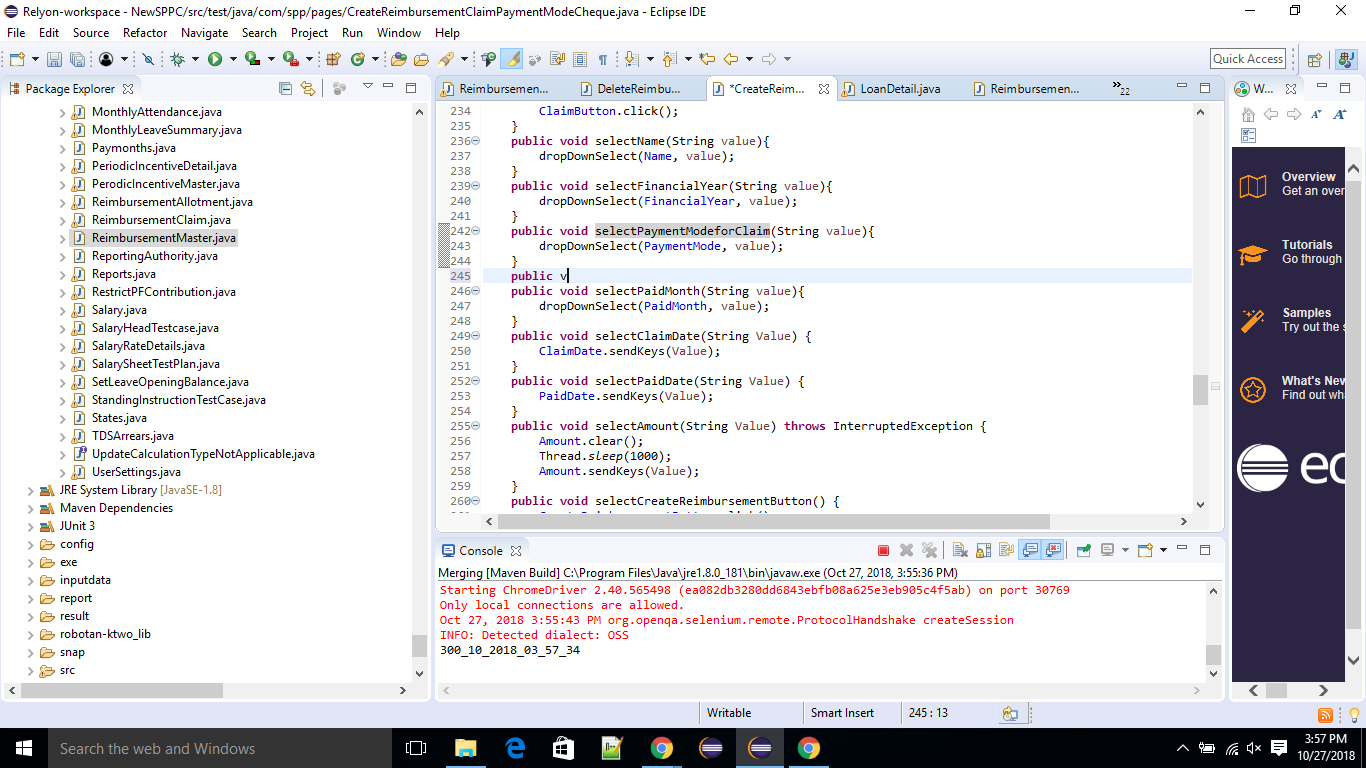 Relyon-workspace - NewSPPC/src/test/java/com/spp/pages/CreateReimbursementClaimPaymentModeCheque.java - Eclipse IDE
File Edit Source Refactor Navigate Search Project Run Window Help
Quick Access
Package Explorer
MonthlyAttendance.java
MonthlyLeaveSummary.java
Paymonths.java
PeriodicIncentiveDetail.java
PerodicIncentiveMaster.java
ReimbursementAllotment.java
ReimbursementClaim.java
ReimbursementMaster.java
ReportingAuthority.java
Reports.java
RestrictPFContribution.java
Salary.java
SalaryHeadTestcase.java
SalaryRateDetails.java
SalarySheetTestPlan.java
SetLeaveOpeningBalance.java
StandingInstructionTestCase.java
States.java
TDSArrears.java
UpdateCalculationTypeNotApplicable.java
UserSettings.java
JRE System Library [JavaSE-1.8]
Maven Dependencies
JUnit 3
config
exe
inputdata
report
result
robotan-ktwo_lib
snap
src
Reimbursemen... DeleteReimbu... *CreateReim... LoanDetail.java Reimbursemen... »22
234 ClaimButton.click();
235 }
236 public void selectName(String value){
237 dropDownSelect(Name, value);
238 }
239 public void selectFinancialYear(String value){
240 dropDownSelect(FinancialYear, value);
241 }
242 public void selectPaymentModeforClaim(String value){
243 dropDownSelect(PaymentMode, value);
244 }
245 public v
246 public void selectPaidMonth(String value){
247 dropDownSelect(PaidMonth, value);
248 }
249 public void selectClaimDate(String Value) {
250 ClaimDate.sendKeys(Value);
251 }
252 public void selectPaidDate(String Value) {
253 PaidDate.sendKeys(Value);
254 }
255 public void selectAmount(String Value) throws InterruptedException {
256 Amount.clear();
257 Thread.sleep(1000);
258 Amount.sendKeys(Value);
259 }
260 public void selectCreateReimbursementButton() {
W...
Overview
Get an over
Tutorials
Go through
Samples
Try out the s
What's New
Find out wha
ec
Console
Merging [Maven Build] C:\Program Files\Java\jre1.8.0_181\bin\javaw.exe (Oct 27, 2018, 3:55:36 PM)
Starting ChromeDriver 2.40.565498 (ea082db3280dd6843ebfb08a625e3eb905c4f5ab) on port 30769
Only local connections are allowed.
Oct 27, 2018 3:55:43 PM org.openqa.selenium.remote.ProtocolHandshake createSession
INFO: Detected dialect: OSS
300_10_2018_03_57_34
Writable Smart Insert 245 : 13
Search the web and Windows
3:57 PM
10/27/2018